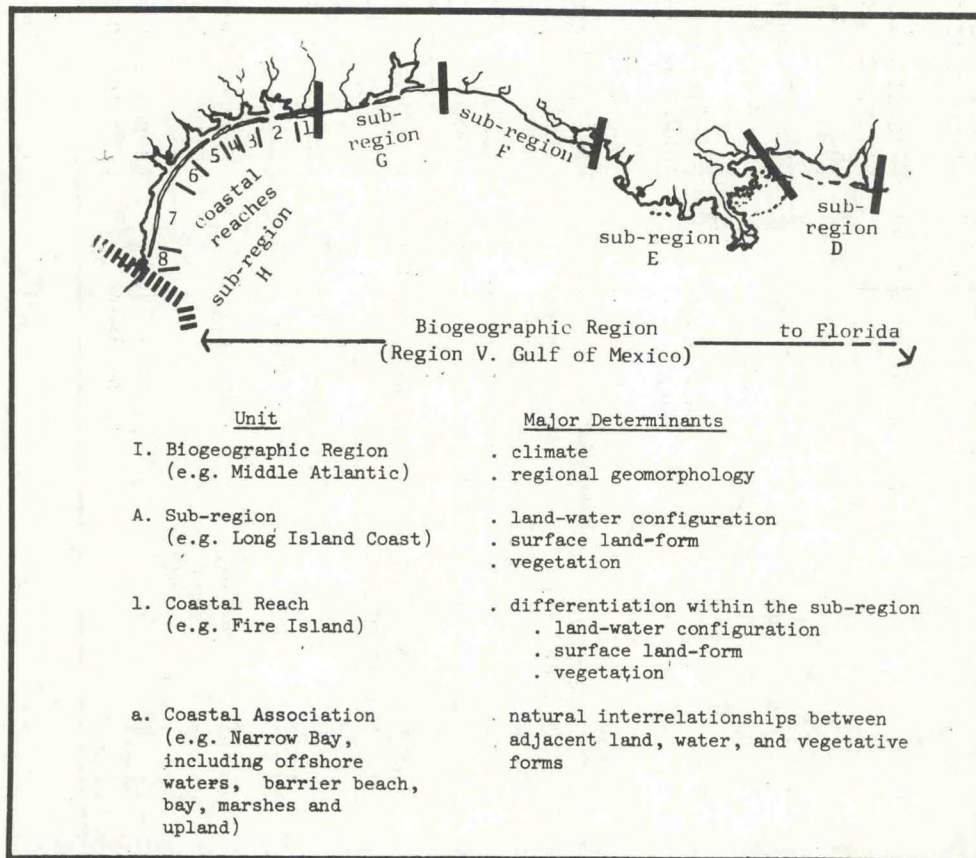 1
2
3
4
5
6
7
8
coastal
reaches
sub-region
H
sub-
region
G
sub-region
F
sub-region
E
sub-
region
D
Biogeographic Region
to Florida
(Region V. Gulf of Mexico)
Unit
Major Determinants
I. Biogeographic Region
(e.g. Middle Atlantic)
. climate
. regional geomorphology
A. Sub-region
(e.g. Long Island Coast)
. land-water configuration
. surface land-form
. vegetation
1. Coastal Reach
(e.g. Fire Island)
. differentiation within the sub-region
. land-water configuration
. surface land-form
. vegetation
a. Coastal Association
(e.g. Narrow Bay,
including offshore
waters, barrier beach,
bay, marshes and
upland)
. natural interrelationships between
adjacent land, water, and vegetative
forms